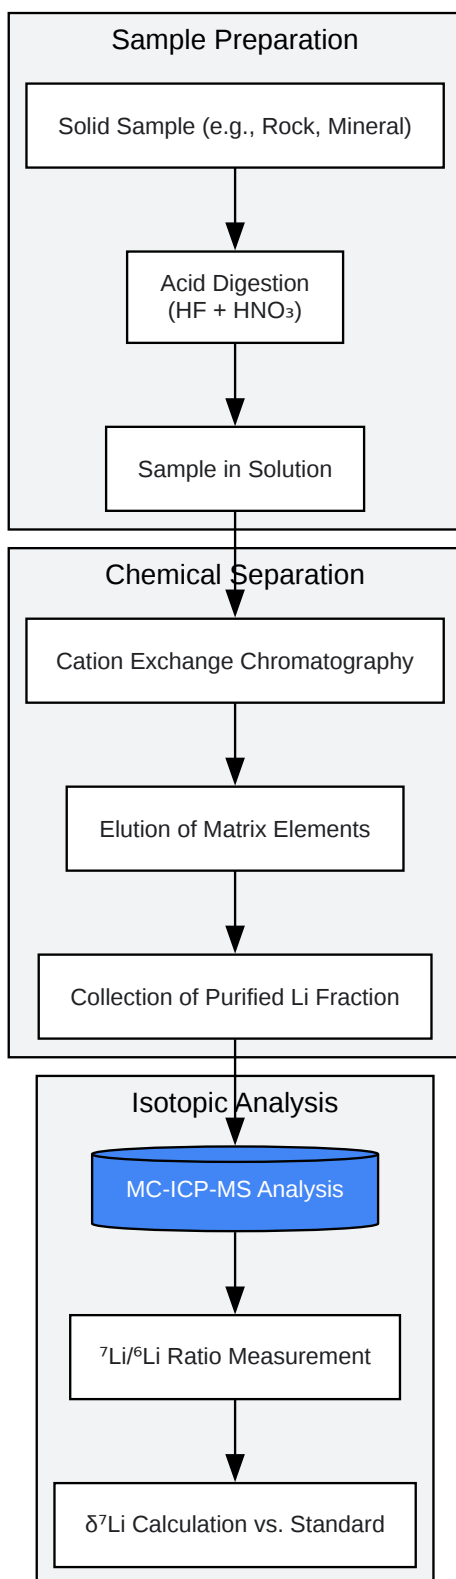 Sample Preparation
Solid Sample (e.g., Rock, Mineral)
Acid Digestion
(HF + HNO₃)
Sample in Solution
Chemical Separation
Cation Exchange Chromatography
Elution of Matrix Elements
Collection of Purified Li Fraction
Isotopic Analysis
MC-ICP-MS Analysis
⁷Li/⁶Li Ratio Measurement
δ⁷Li Calculation vs. Standard